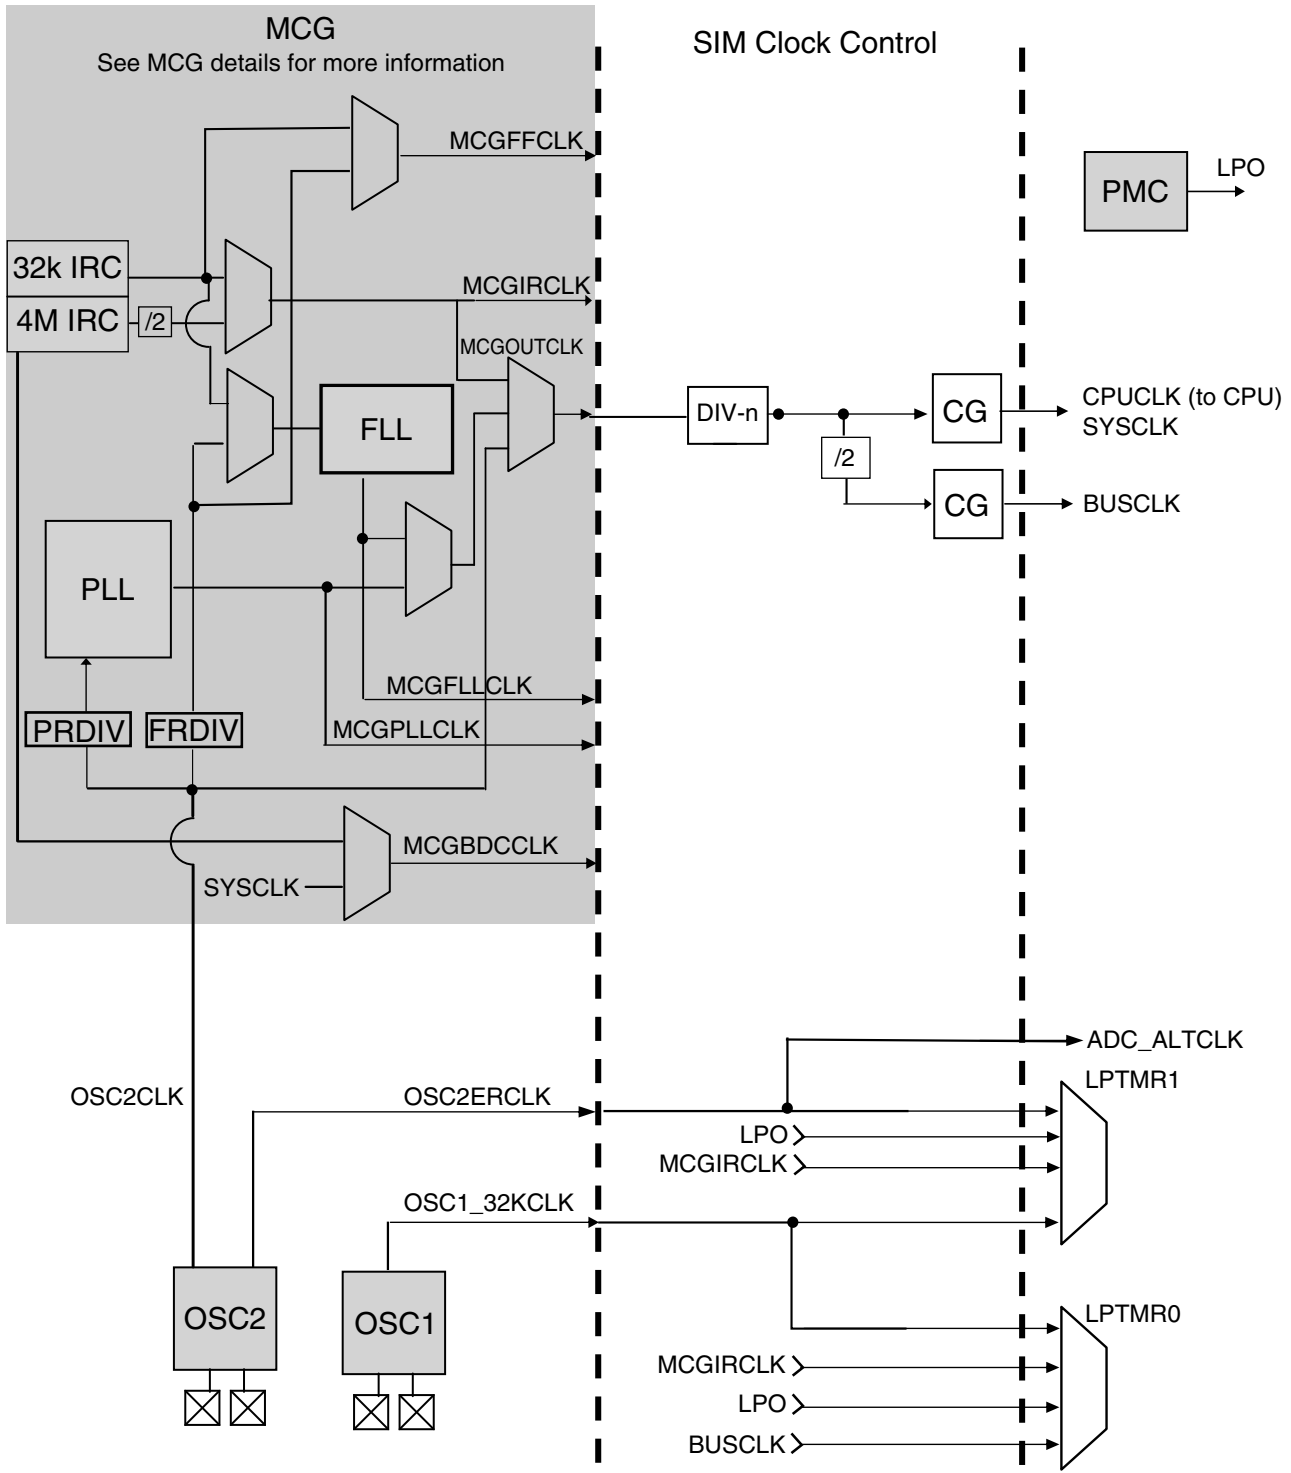 MCG
See MCG details for more information
SIM Clock Control
MCGFFCLK
PMC
LPO
32k IRC
4M IRC
/2
MCGIRCLK
MCGOUTCLK
FLL
DIV-n
CG
CPUCLK (to CPU)
SYSCLK
/2
CG
BUSCLK
PLL
MCGFLLCLK
PRDIV
FRDIV
MCGPLLCLK
MCGBDCCLK
SYSCLK
ADC_ALTCLK
LPTMR1
OSC2CLK
OSC2ERCLK
LPO
MCGIRCLK
OSC1_32KCLK
OSC2
OSC1
LPTMR0
MCGIRCLK
LPO
BUSCLK